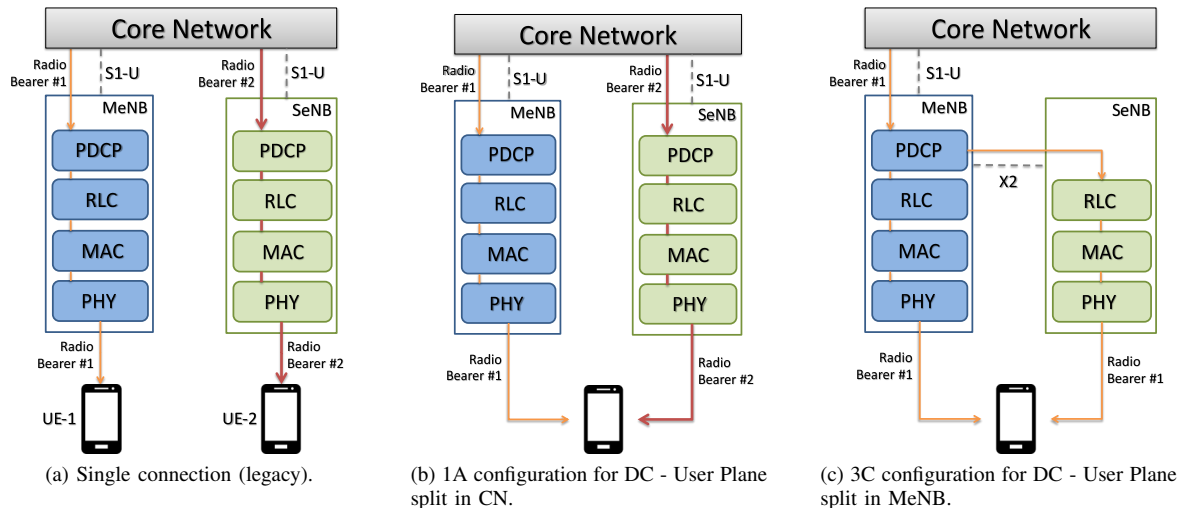 Core Network
Radio
Bearer #1
S1-U
Radio
Bearer #2
S1-U
MeNB
PDCP
RLC
MAC
PHY
SeNB
PDCP
RLC
MAC
PHY
Radio
Bearer #1
Radio
Bearer #2
UE-1
UE-2
(a) Single connection (legacy).
Core Network
Radio
Bearer #1
S1-U
Radio
Bearer #2
S1-U
MeNB
PDCP
RLC
MAC
PHY
SeNB
PDCP
RLC
MAC
PHY
Radio
Bearer #1
Radio
Bearer #2
(b) 1A configuration for DC - User Plane
split in CN.
Core Network
Radio
Bearer #1
S1-U
MeNB
PDCP
RLC
MAC
PHY
X2
SeNB
RLC
MAC
PHY
Radio
Bearer #1
Radio
Bearer #1
(c) 3C configuration for DC - User Plane
split in MeNB.